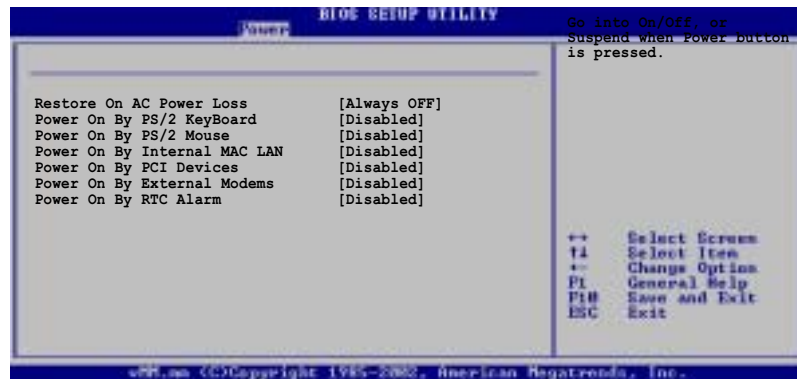 BIOS SETUP UTILITY
Power
Go into On/Off, or
Suspend when Power button
is pressed.
Restore On AC Power Loss [Always OFF]
Power On By PS/2 KeyBoard [Disabled]
Power On By PS/2 Mouse [Disabled]
Power On By Internal MAC LAN [Disabled]
Power On By PCI Devices [Disabled]
Power On By External Modems [Disabled]
Power On By RTC Alarm [Disabled]
↔ Select Screen
↑↓ Select Item
+- Change Option
F1 General Help
F10 Save and Exit
ESC Exit
vMM.mm (C)Copyright 1985-2002, American Megatrends, Inc.